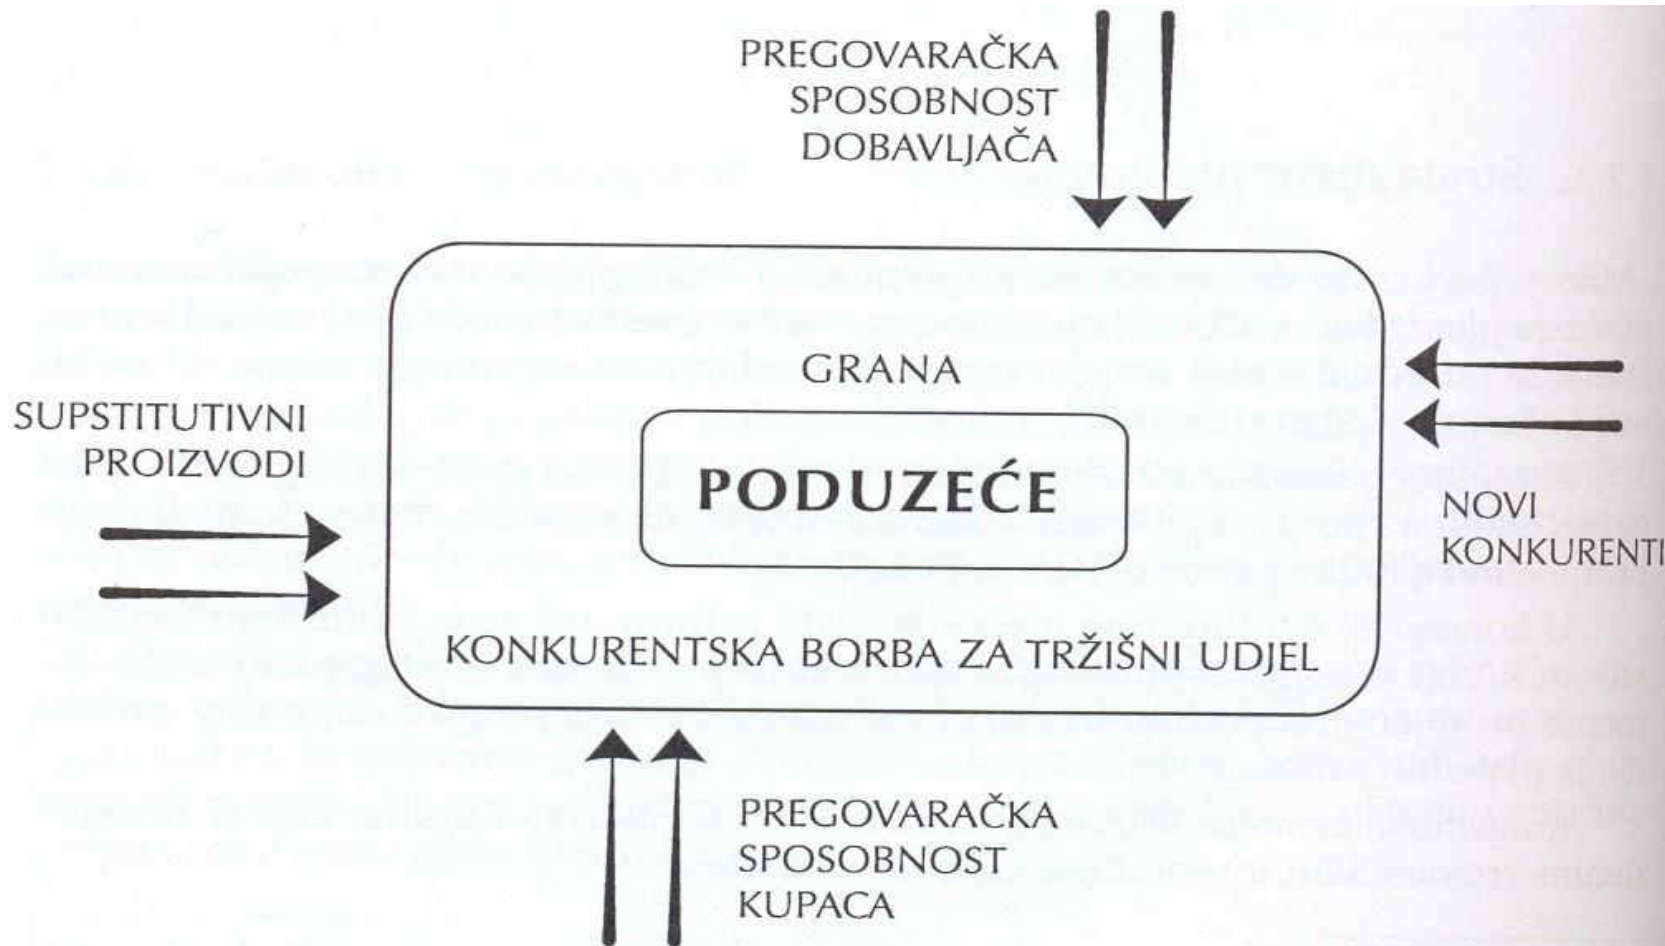 PREGOVARAČKA
SPOSOBNOST
DOBAVLJAČA
GRANA
SUPSTITUTIVNI
PROIZVODI
PODUZEĆE
NOVI
KONKURENTI
KONKURENTSKA BORBA ZA TRŽIŠNI UDJEL
PREGOVARAČKA
SPOSOBNOST
KUPACA